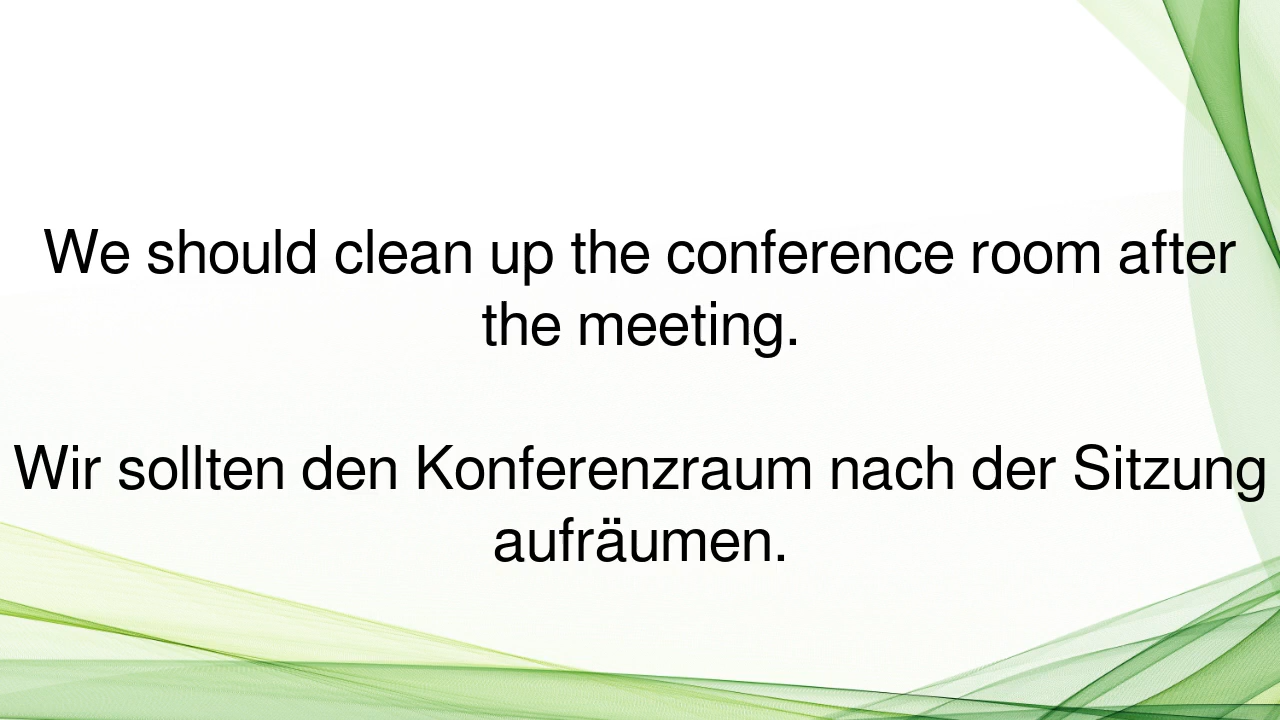 We should clean up the conference room after
the meeting.
Wir sollten den Konferenzraum nach der Sitzung
aufräumen.